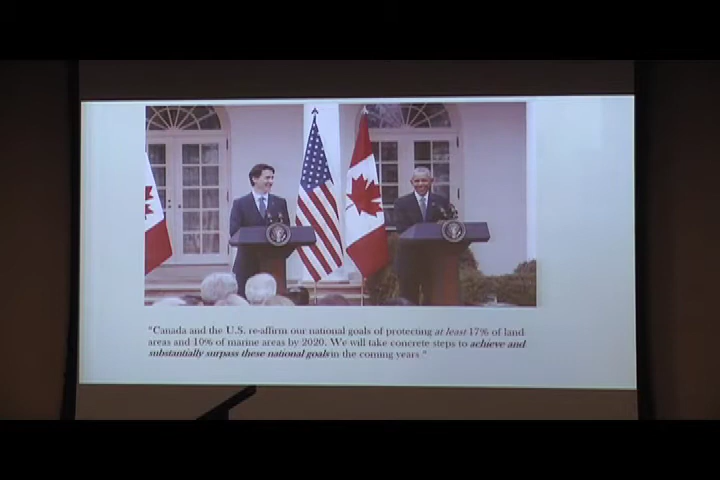 "Canada and the U.S. re-affirm our national goals of protecting at least 17% of land
areas and 10% of marine areas by 2020. We will take concrete steps to achieve and
substantially surpass these national goals in the coming years."